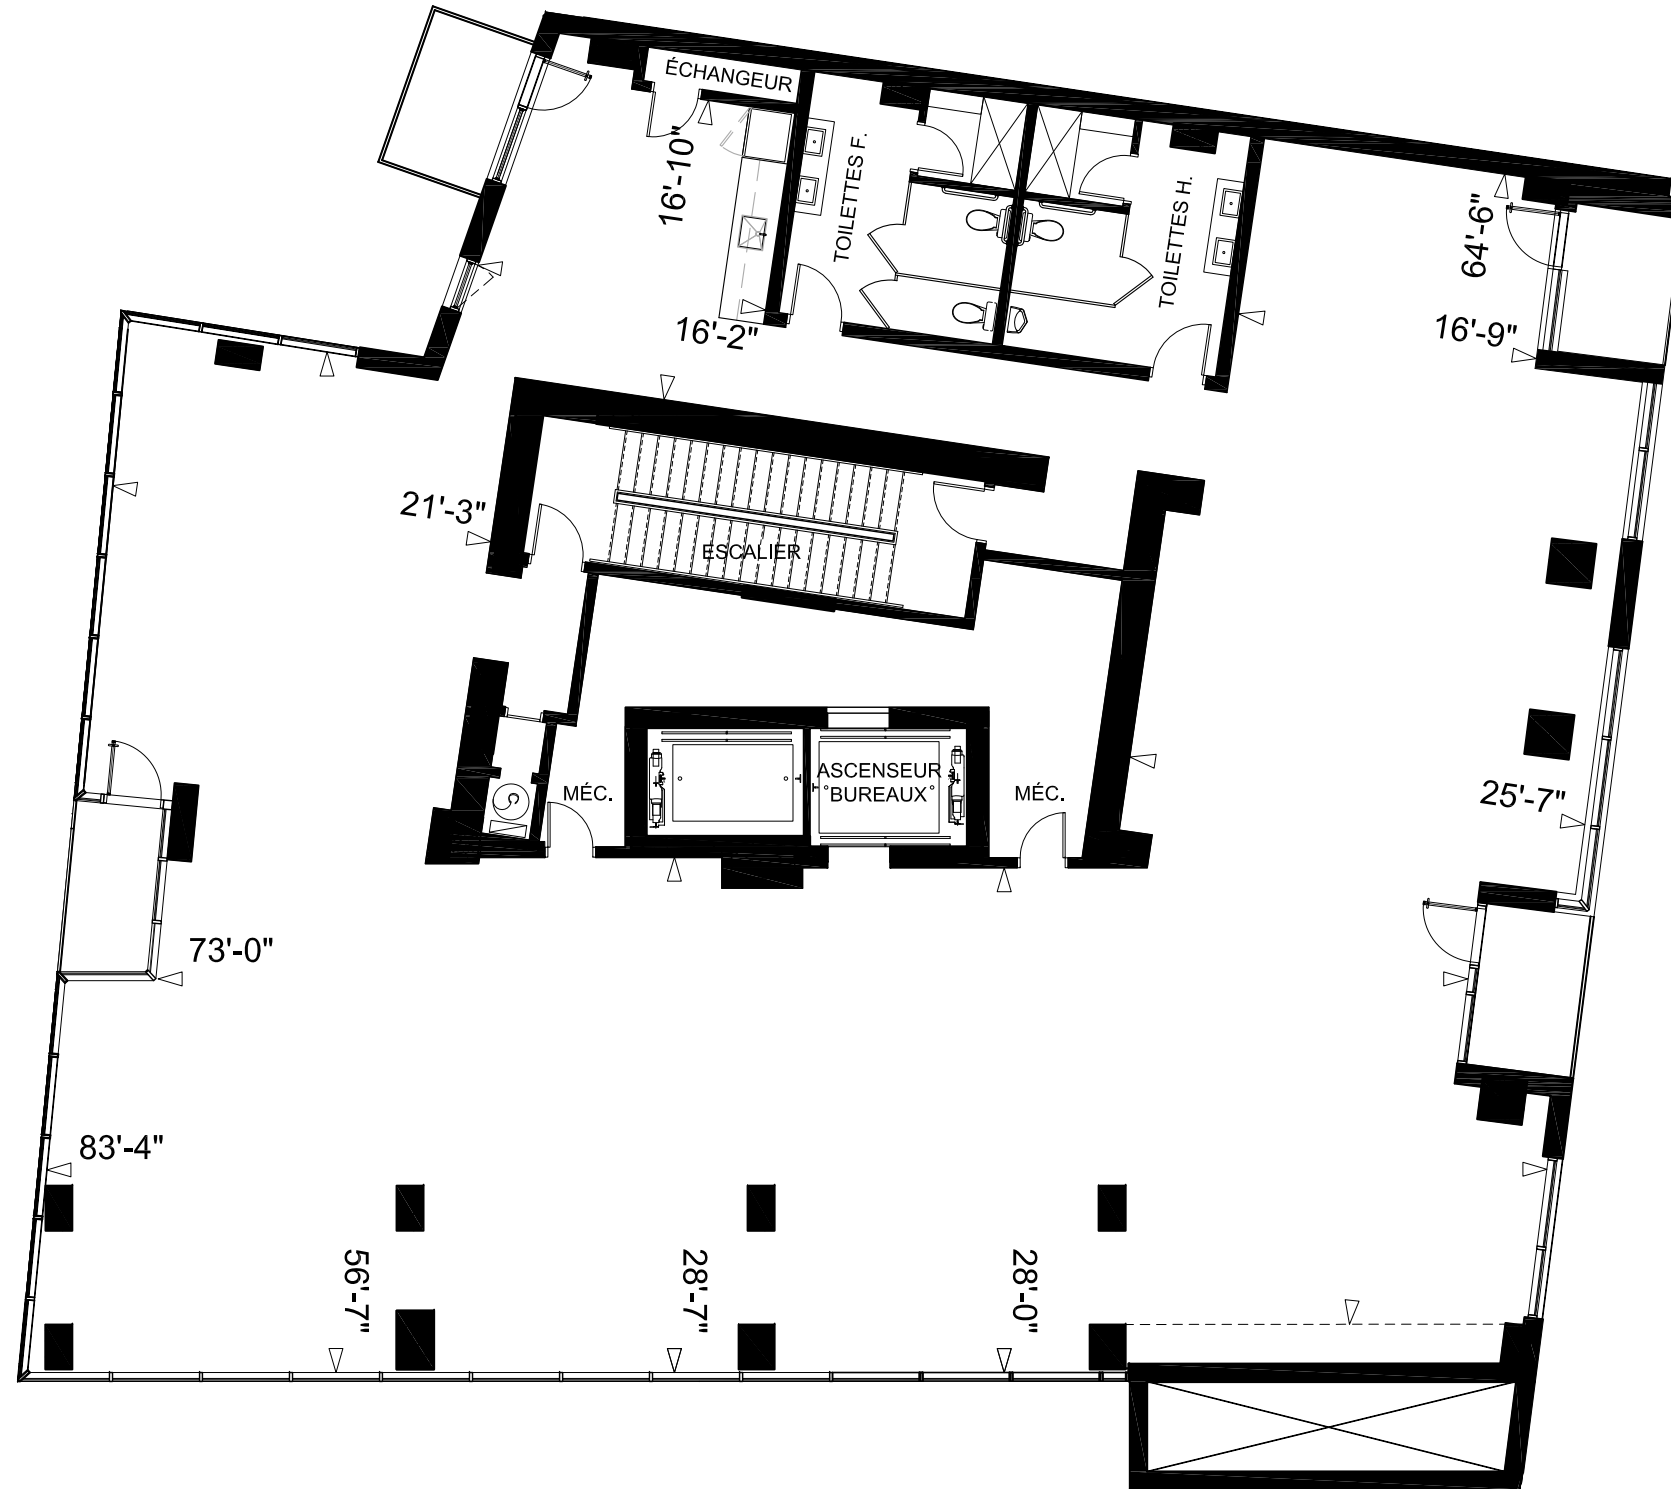 ÉCHANGEUR
16'-10"
TOILETTES F.
TOILETTES H.
64'-6"
16'-2"
16'-9"
21'-3"
ESCALIER
MÉC.
ASCENSEUR
BUREAUX
MÉC.
C
25'-7"
73'-0"
83'-4"
56'-7"
28'-7"
28'-0"